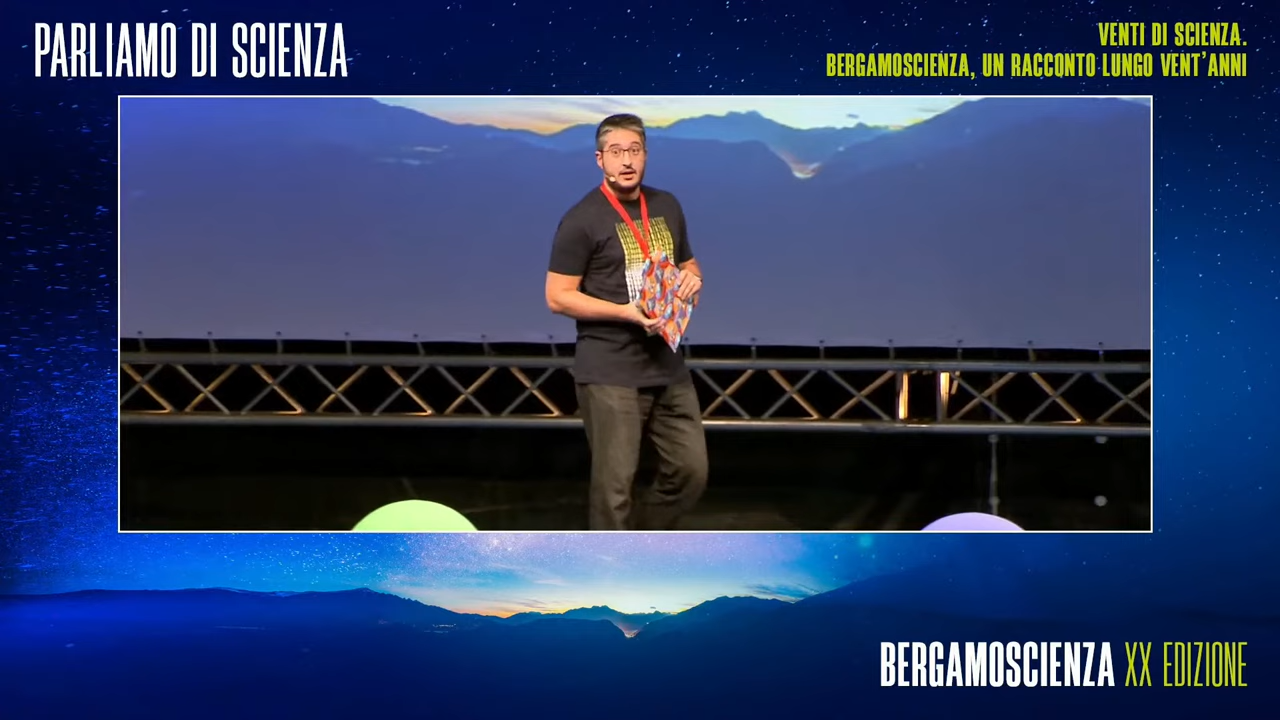 PARLIAMO DI SCIENZA
VENTI DI SCIENZA.
BERGAMOSCIENZA, UN RACCONTO LUNGO VENT'ANNI
BERGAMOSCIENZA XX EDIZIONE